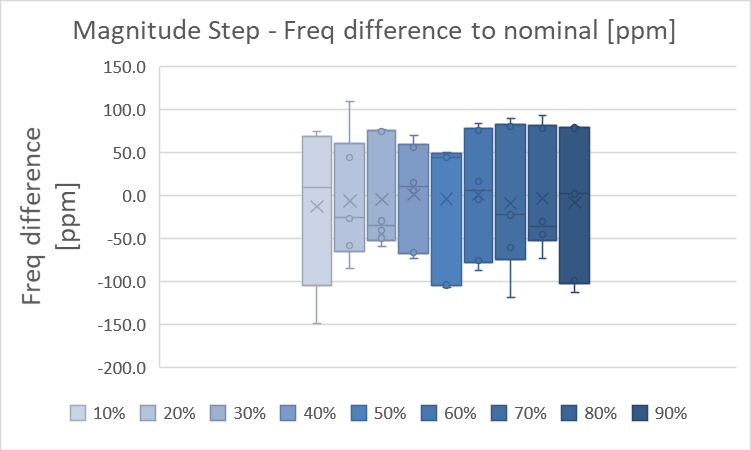 Magnitude Step - Freq difference to nominal [ppm]
Freq difference
[ppm]
150.0
100.0
50.0
0.0
-50.0
-100.0
-150.0
-200.0
10% 20% 30% 40% 50% 60% 70% 80% 90%